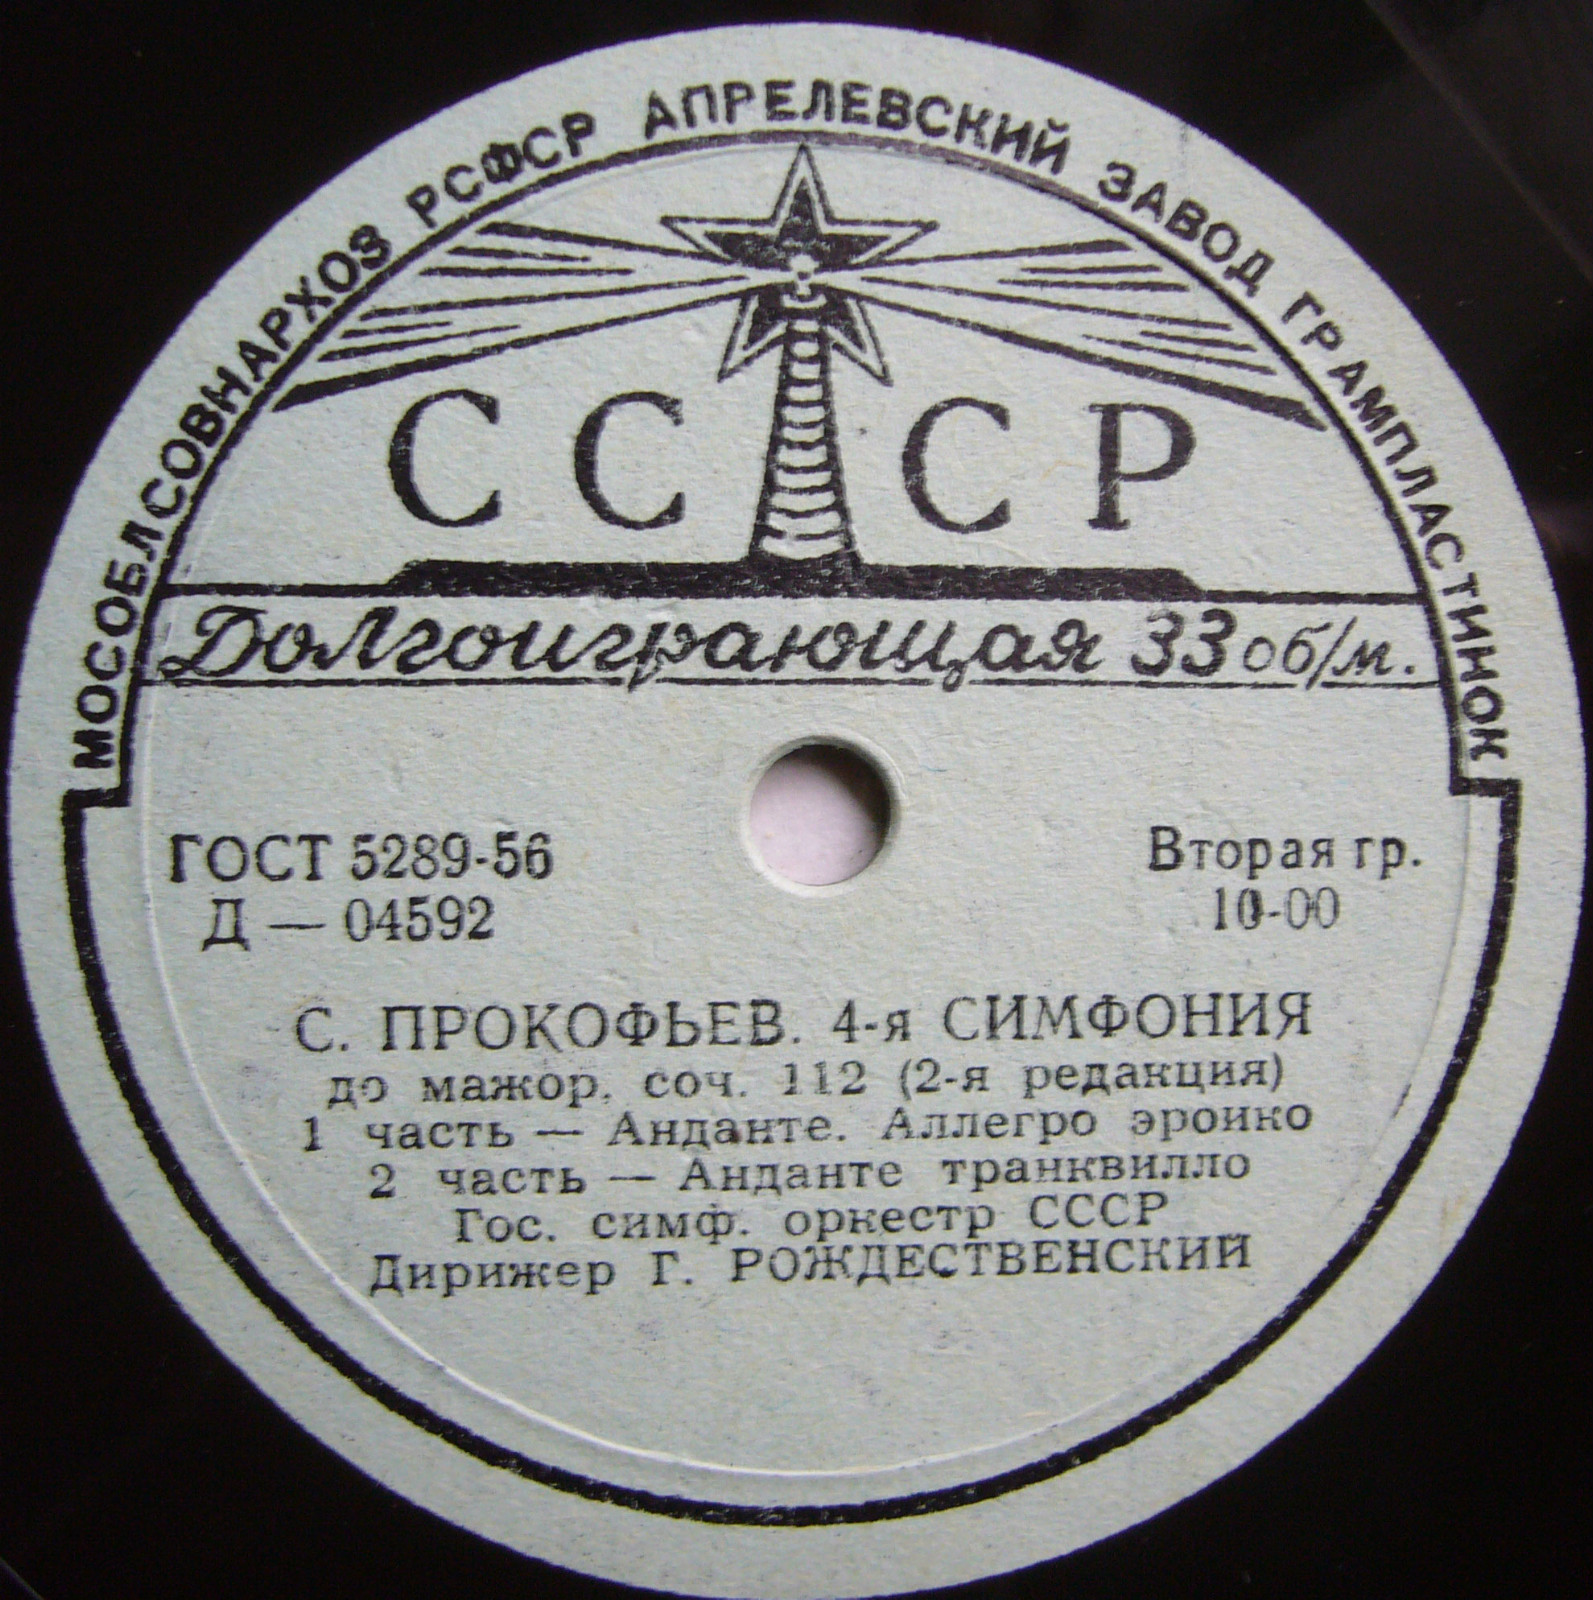 МОСОБЛСОВНАРХОЗ РСФСР АПРЕЛЕВСКИЙ ЗАВОД ГРАМПЛАСТИНОК
СССР
Долгоиграющая 33 об/м.
ГОСТ 5289-56
Д — 04592
Вторая гр.
10-00
С. ПРОКОФЬЕВ. 4-я СИМФОНИЯ
до мажор, соч. 112 (2-я редакция)
1 часть — Анданте. Аллегро эроико
2 часть — Анданте транквилло
Гос. симф. оркестр СССР
Дирижер Г. РОЖДЕСТВЕНСКИЙ